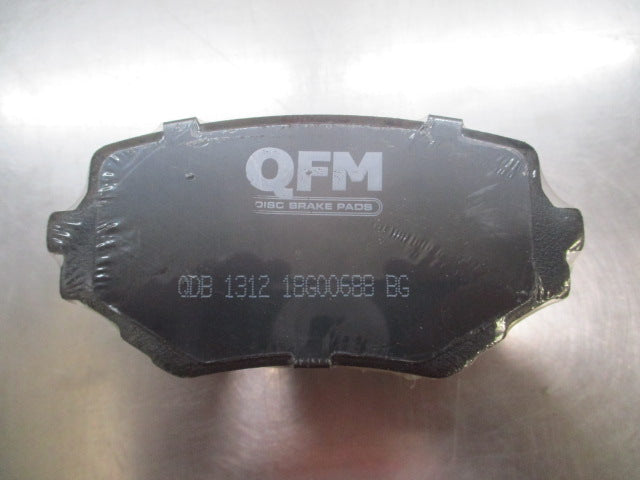 QFM
DISC BRAKE PADS
QDB 1312 18G00688 BG